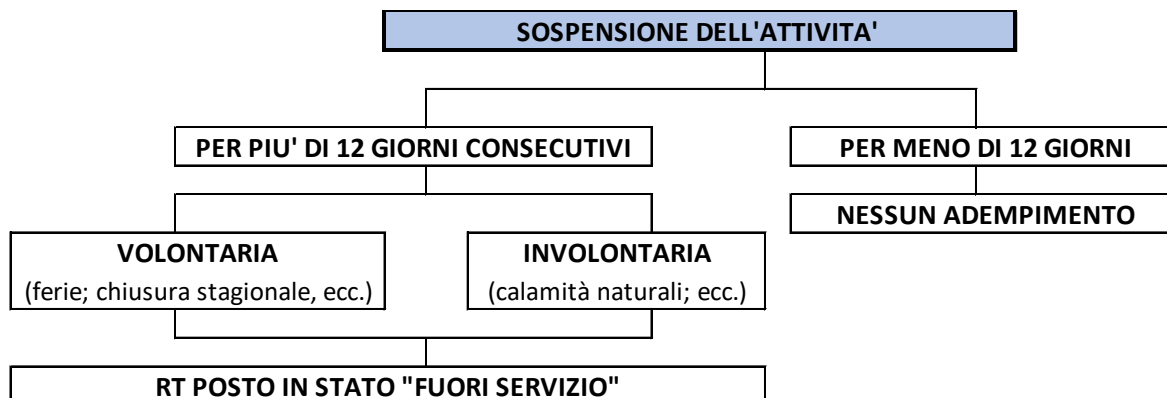 SOSPENSIONE DELL'ATTIVITA'
PER PIU' DI 12 GIORNI CONSECUTIVI
PER MENO DI 12 GIORNI
NESSUN ADEMPIMENTO
VOLONTARIA
(ferie; chiusura stagionale, ecc.)
INVOLONTARIA
(calamità naturali; ecc.)
RT POSTO IN STATO "FUORI SERVIZIO"